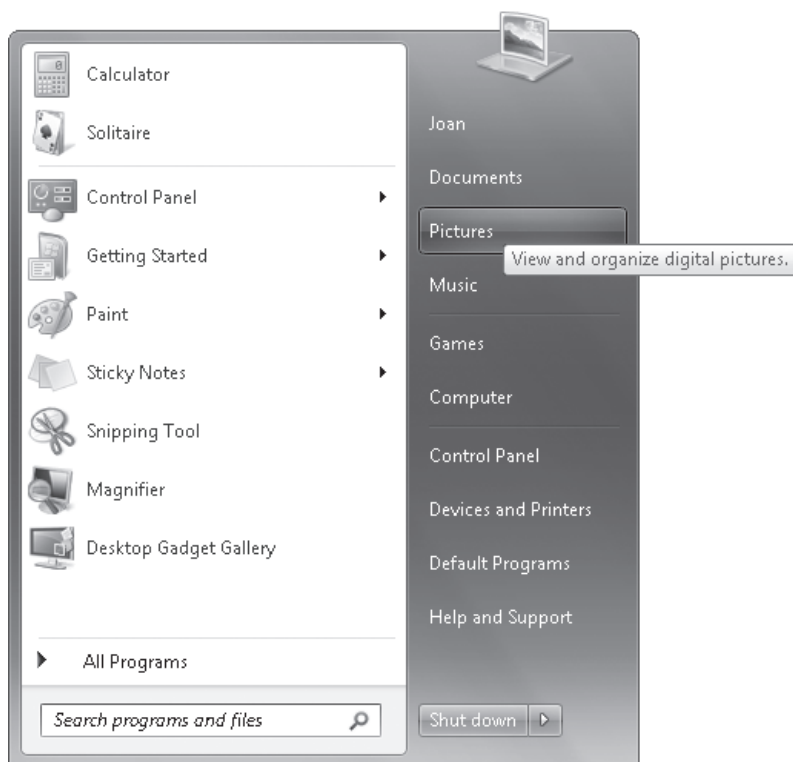 Calculator
Solitaire
Control Panel
Getting Started
Paint
Sticky Notes
Snipping Tool
Magnifier
Desktop Gadget Gallery
All Programs
Search programs and files
Joan
Documents
Pictures
View and organize digital pictures.
Music
Games
Computer
Control Panel
Devices and Printers
Default Programs
Help and Support
Shut down